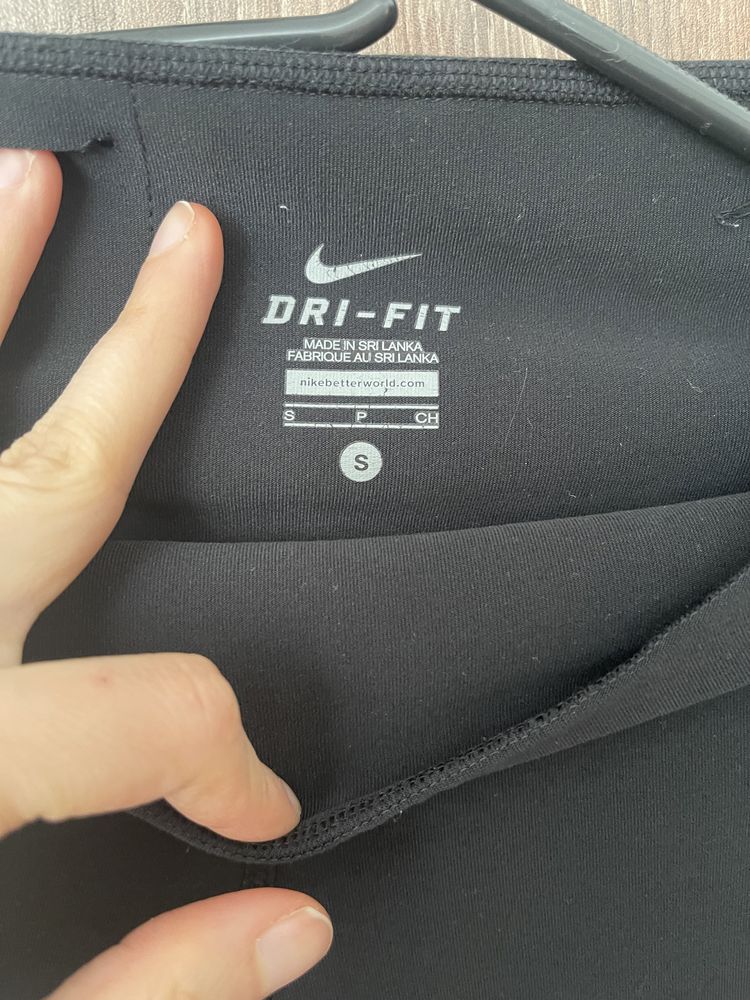 DRI-FIT
MADE IN SRI LANKA
FABRIQUE AU SRI LANKA
nikebetterworld.com
S P CH
S